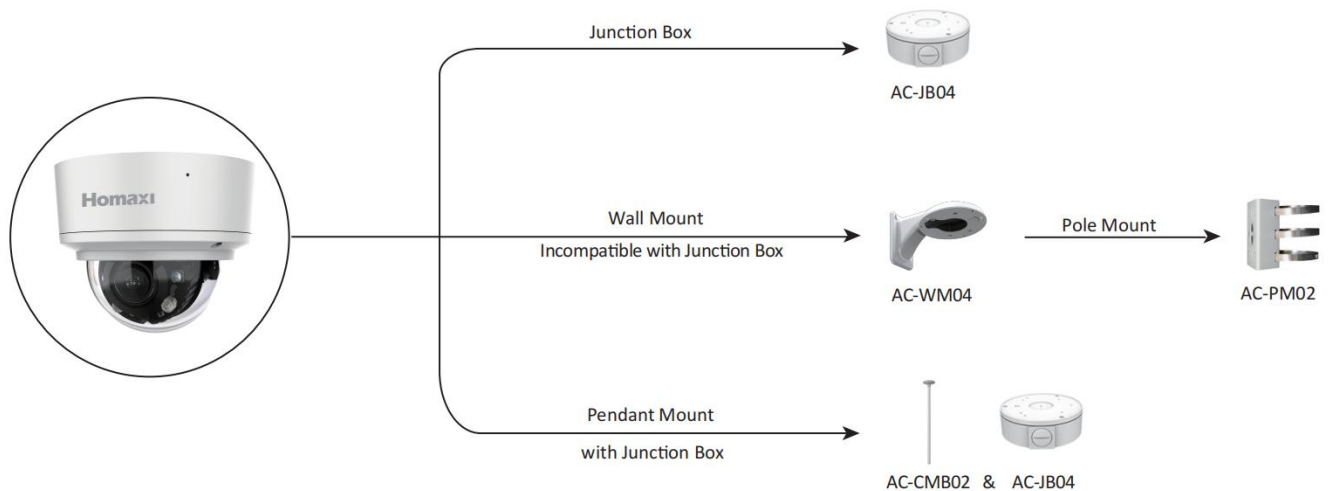 Junction Box
AC-JB04
Homaxi
Wall Mount
Incompatible with Junction Box
AC-WM04
Pole Mount
AC-PM02
Pendant Mount
with Junction Box
AC-CMB02 & AC-JB04